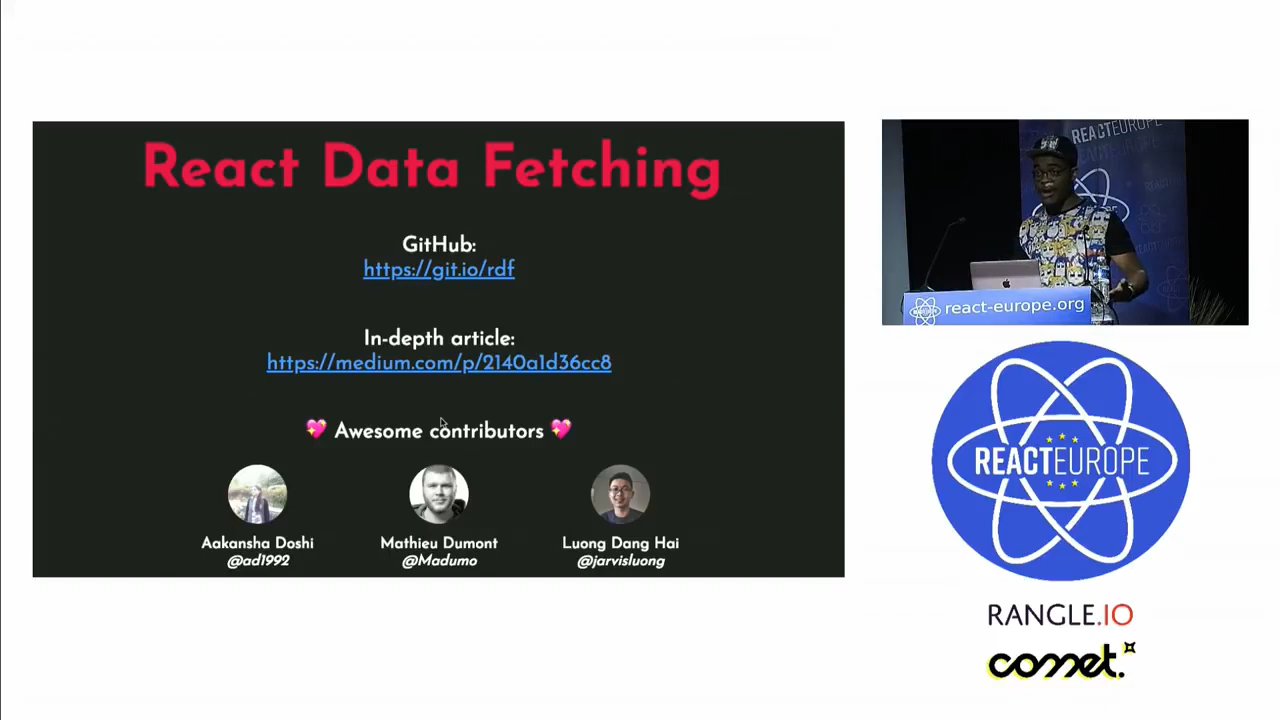 React Data Fetching
GitHub:
https://git.io/rdf
In-depth article:
https://medium.com/p/2140a1d36cc8
💖 Awesome contributors 💖
Aakansha Doshi
@ad1992
Mathieu Dumont
@Madumo
Luong Dang Hai
@jarvisluong
REACTEUROPE
react-europe.org
REACTEUROPE
RANGLE.IO
comet.